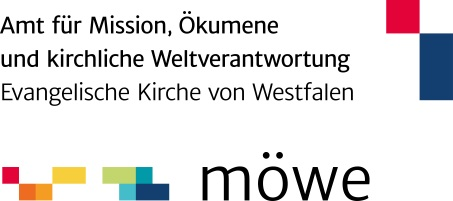 Amt für Mission, Ökumene
und kirchliche Weltverantwortung
Evangelische Kirche von Westfalen
möwe